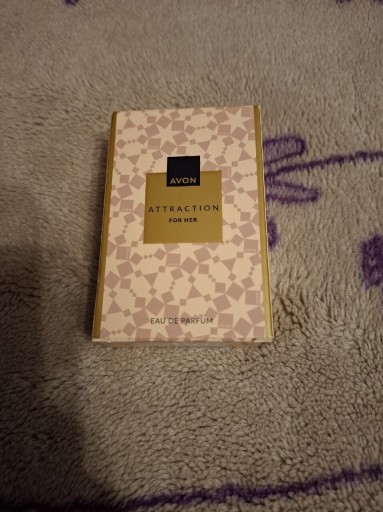 AVON
ATTRACTION
FOR HER
EAU DE PARFUM